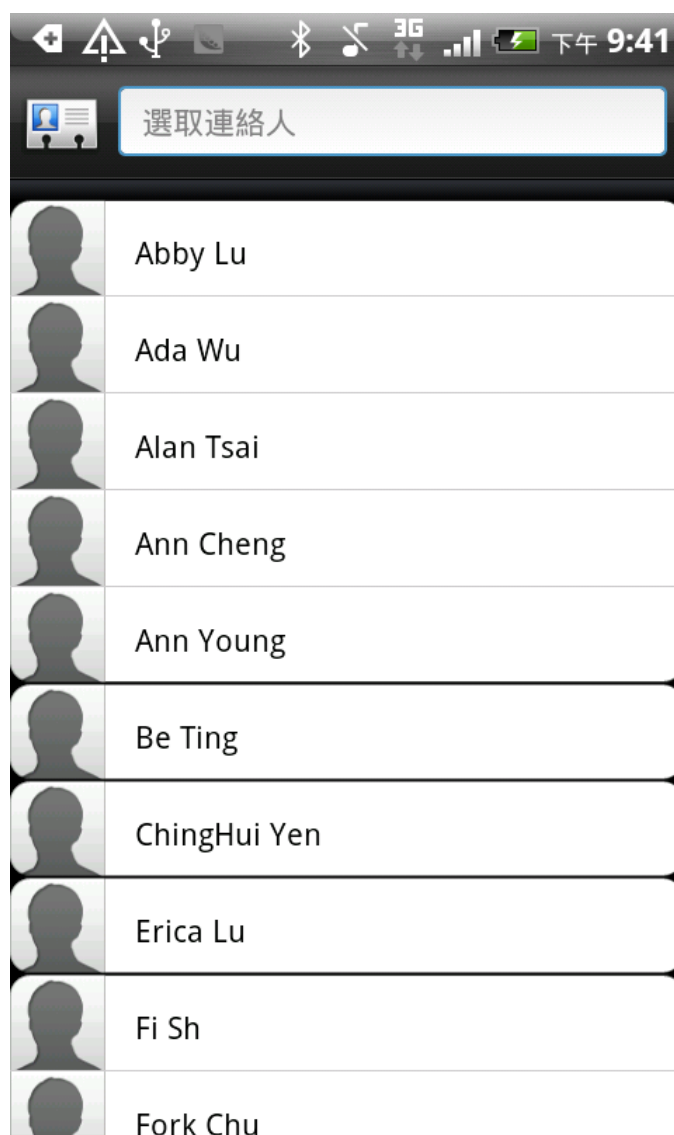 3G 下午 9:41
選取連絡人
Abby Lu
Ada Wu
Alan Tsai
Ann Cheng
Ann Young
Be Ting
ChingHui Yen
Erica Lu
Fi Sh
Fork Chu